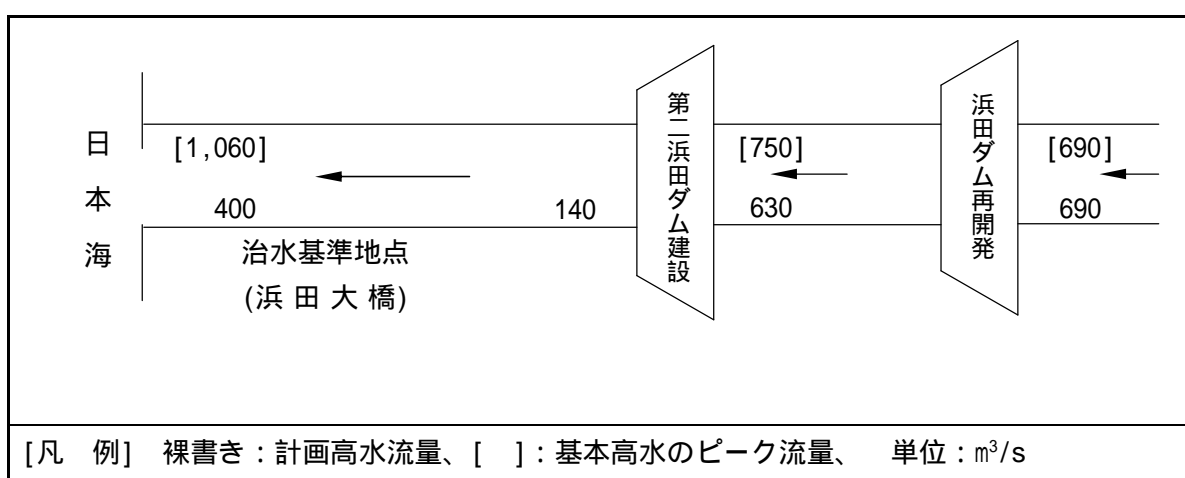 日本海
[1,060]
400
治水基準地点
(浜田大橋)
140
第二浜田ダム建設
[750]
630
浜田ダム再開発
[690]
690
[凡 例] 裸書き：計画高水流量、[ ]：基本高水のピーク流量、 単位：m³/s